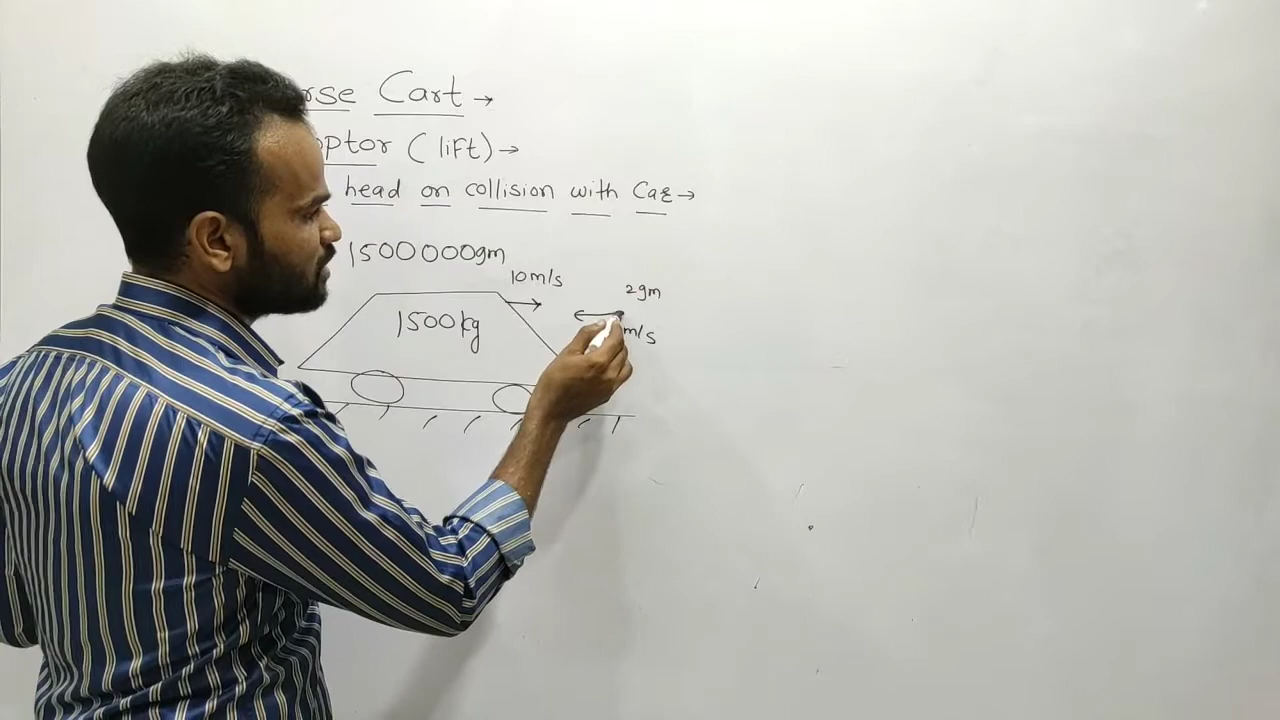 Cart →
(lift) →
head on collision with Car →
1500000gm
10m/s
2gm
1500kg
m/s